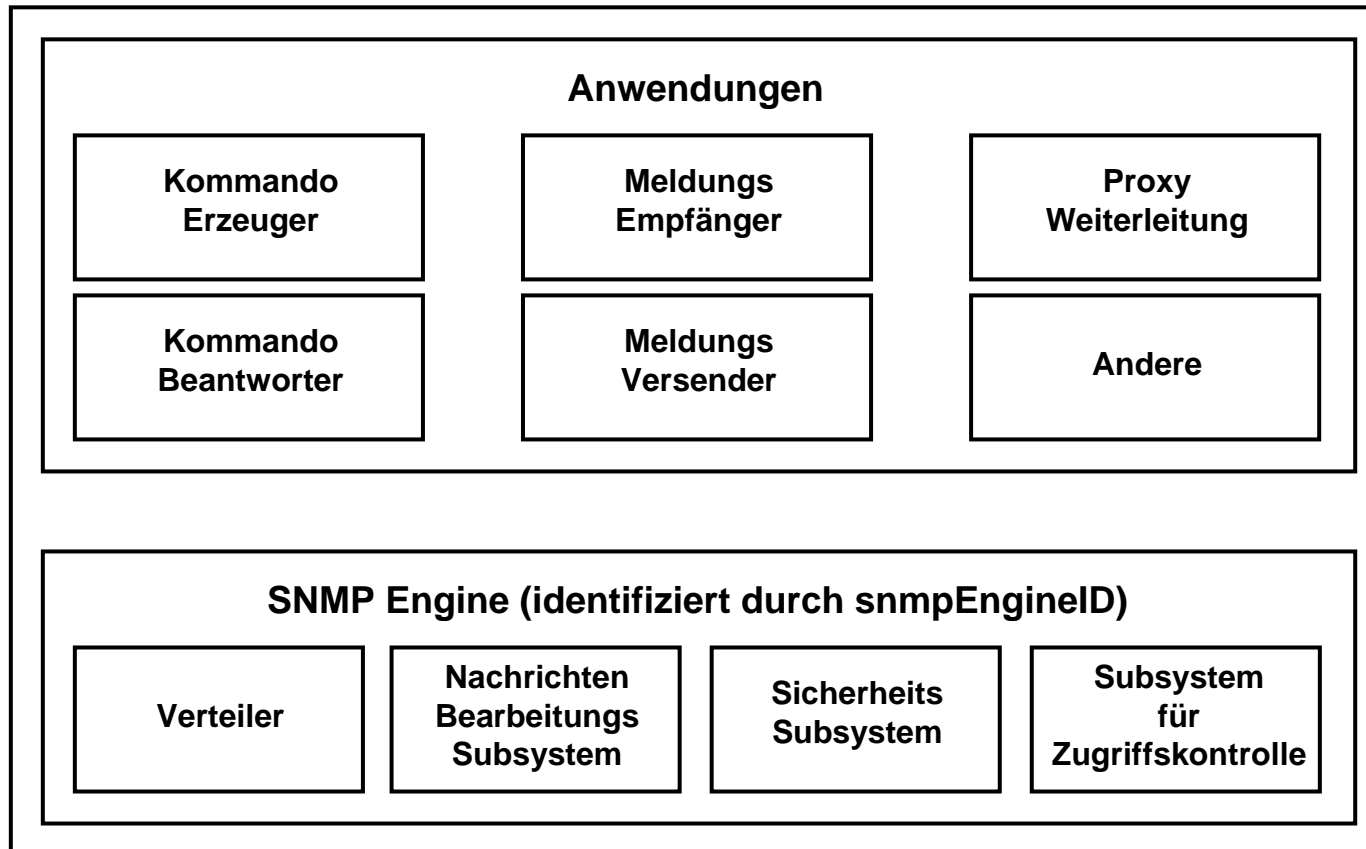 Anwendungen
Kommando
Erzeuger
Meldungs
Empfänger
Proxy
Weiterleitung
Kommando
Beantworter
Meldungs
Versender
Andere
SNMP Engine (identifiziert durch snmpEngineID)
Verteiler
Nachrichten
Bearbeitungs
Subsystem
Sicherheits
Subsystem
Subsystem
für
Zugriffskontrolle